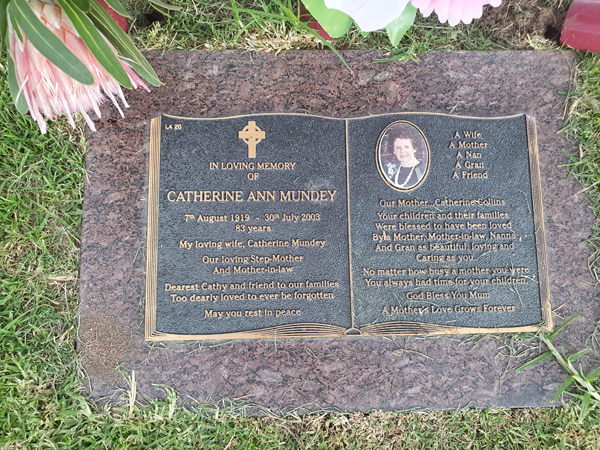 L4 20
IN LOVING MEMORY
OF
CATHERINE ANN MUNDEY
7th August 1919 - 30th July 2003
83 years
My loving wife, Catherine Mundey
Our loving Step-Mother
And Mother-in-law
Dearest Cathy and friend to our families
Too dearly loved to ever be forgotten
May you rest in peace
A Wife
A Mother
A Nan
A Gran
A Friend
Our Mother...Catherine Collins
Your children and their families
Were blessed to have been loved
By a Mother, Mother-in-law, Nanna
And Gran as beautiful, loving and
Caring as you.
No matter how busy a mother you were
You always had time for your children.
God Bless You Mum
A Mother's Love Grows Forever